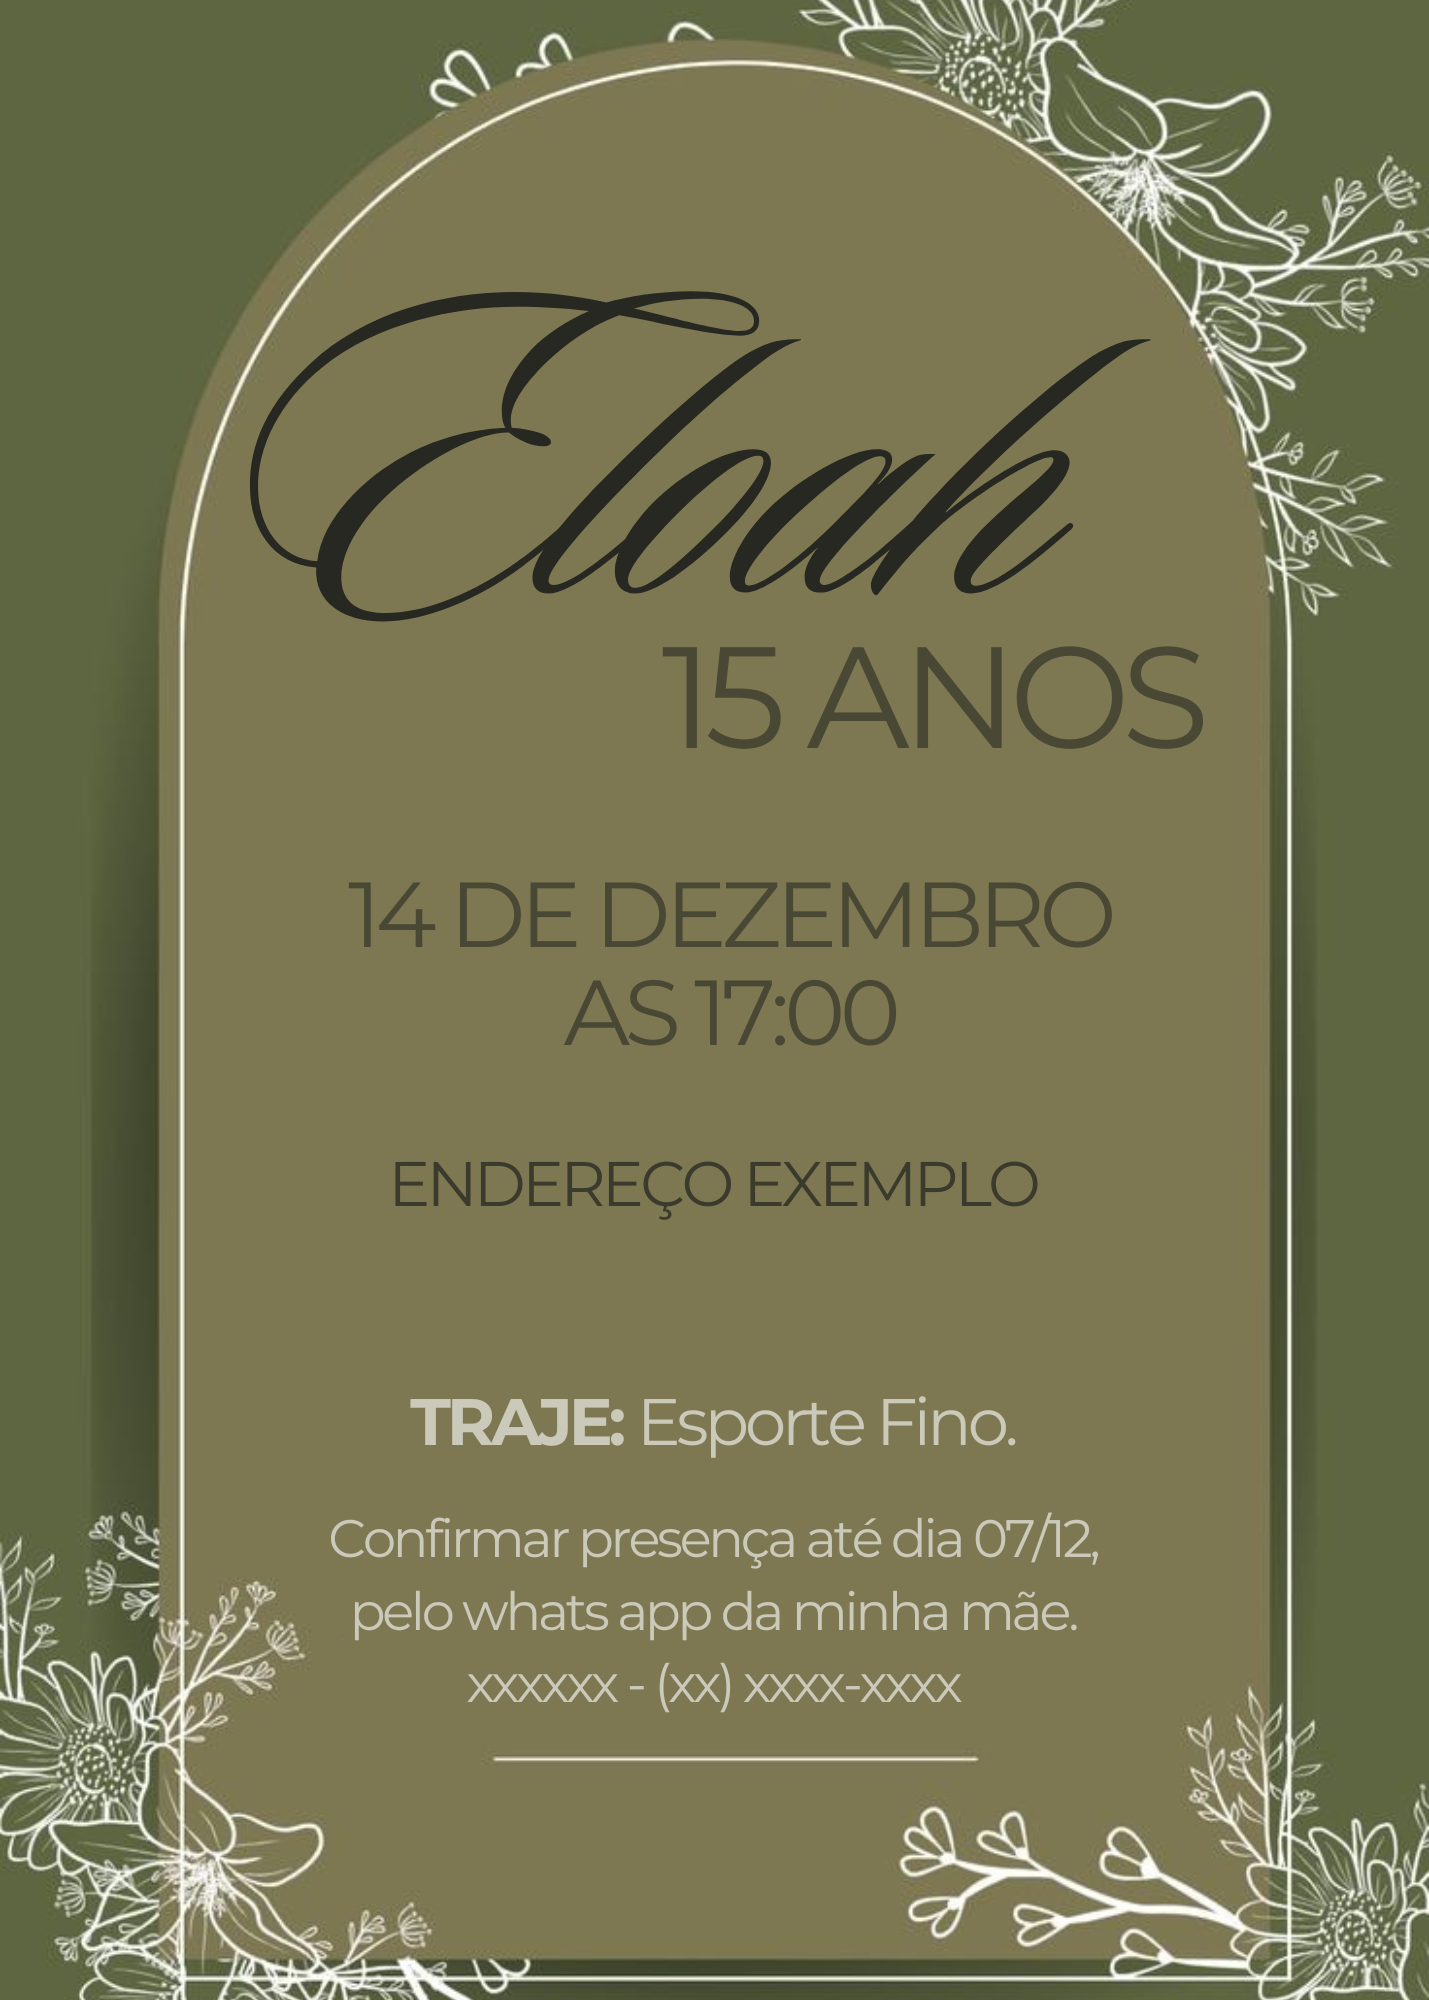 Eloah
15 ANOS
14 DE DEZEMBRO
AS 17:00
ENDEREÇO EXEMPLO
TRAJE: Esporte Fino.
Confirmar presença até dia 07/12,
pelo whats app da minha mãe.
xxxxxx - (xx) xxxx-xxxx